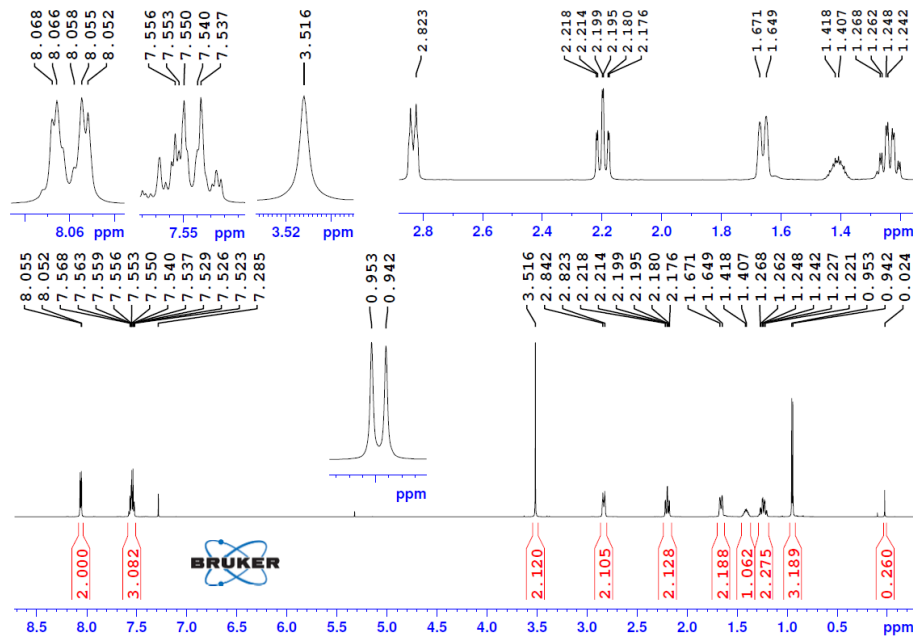 8.068 8.066 8.058 8.055 8.052 7.556 7.553 7.550 7.540 7.537 3.516 2.823 2.218 2.214 2.199 2.195 2.180 2.176 1.671 1.649 1.418 1.407 1.268 1.262 1.248 1.242
8.06 ppm 7.55 ppm 3.52 ppm 2.8 2.6 2.4 2.2 2.0 1.8 1.6 1.4 ppm
8.055 8.052 7.568 7.563 7.559 7.556 7.553 7.550 7.540 7.537 7.529 7.526 7.523 7.285 0.953 0.942 3.516 2.842 2.823 2.218 2.214 2.199 2.195 2.180 2.176 1.671 1.649 1.418 1.407 1.268 1.262 1.248 1.242 1.227 1.221 0.953 0.942 0.024
ppm
BRUKER
2.000 3.082 2.120 2.105 2.128 2.188 1.062 2.275 3.189 0.260
8.5 8.0 7.5 7.0 6.5 6.0 5.5 5.0 4.5 4.0 3.5 3.0 2.5 2.0 1.5 1.0 0.5 0.0 ppm